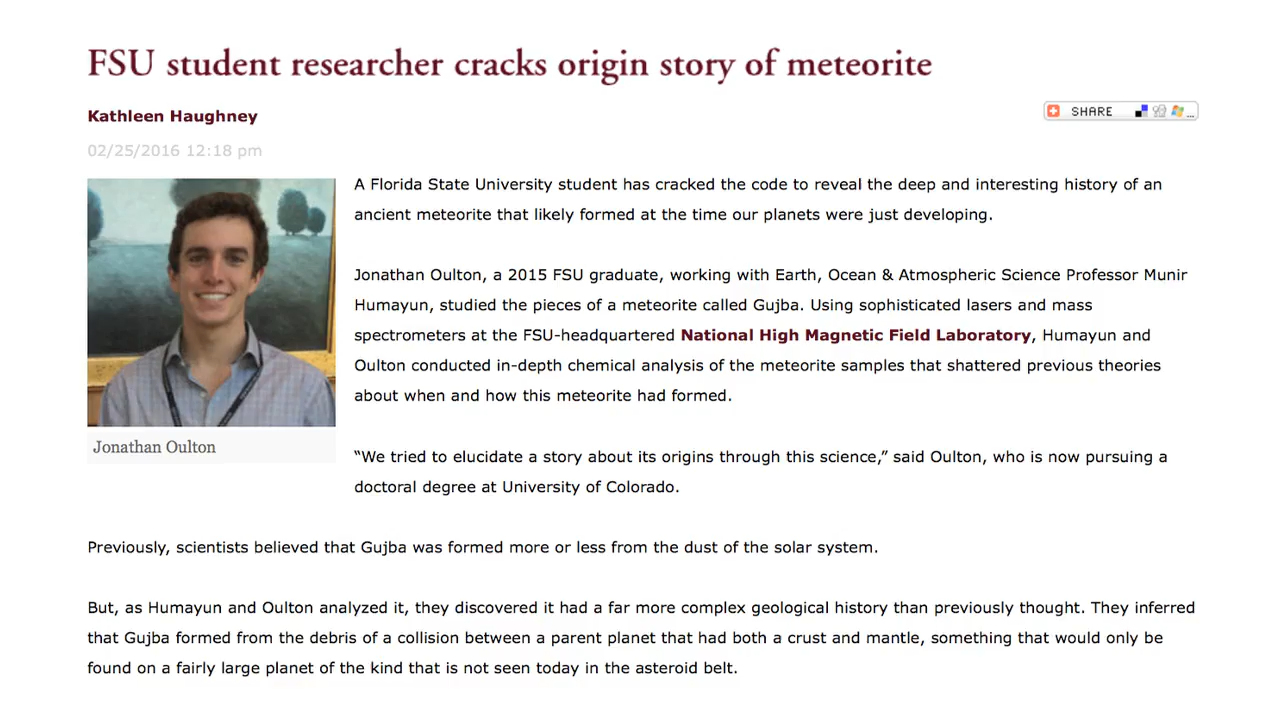 FSU student researcher cracks origin story of meteorite
Kathleen Haughney
SHARE
...
02/25/2016 12:18 pm
A Florida State University student has cracked the code to reveal the deep and interesting history of an
ancient meteorite that likely formed at the time our planets were just developing.
Jonathan Oulton, a 2015 FSU graduate, working with Earth, Ocean & Atmospheric Science Professor Munir
Humayun, studied the pieces of a meteorite called Gujba. Using sophisticated lasers and mass
spectrometers at the FSU-headquartered National High Magnetic Field Laboratory, Humayun and
Oulton conducted in-depth chemical analysis of the meteorite samples that shattered previous theories
about when and how this meteorite had formed.
Jonathan Oulton
“We tried to elucidate a story about its origins through this science,” said Oulton, who is now pursuing a
doctoral degree at University of Colorado.
Previously, scientists believed that Gujba was formed more or less from the dust of the solar system.
But, as Humayun and Oulton analyzed it, they discovered it had a far more complex geological history than previously thought. They inferred
that Gujba formed from the debris of a collision between a parent planet that had both a crust and mantle, something that would only be
found on a fairly large planet of the kind that is not seen today in the asteroid belt.